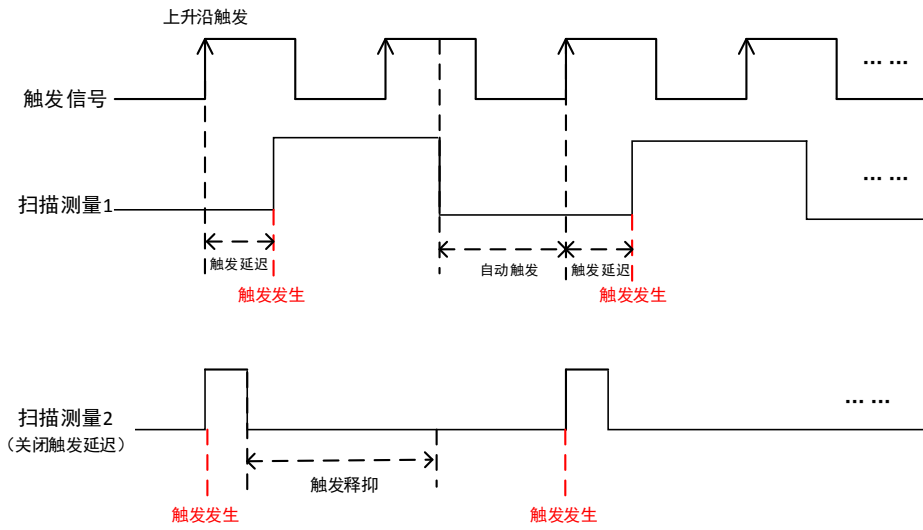 上升沿触发
触发信号
… …
扫描测量1
… …
触发延迟
自动触发
触发延迟
触发发生
触发发生
扫描测量2
（关闭触发延迟）
… …
触发释抑
触发发生
触发发生